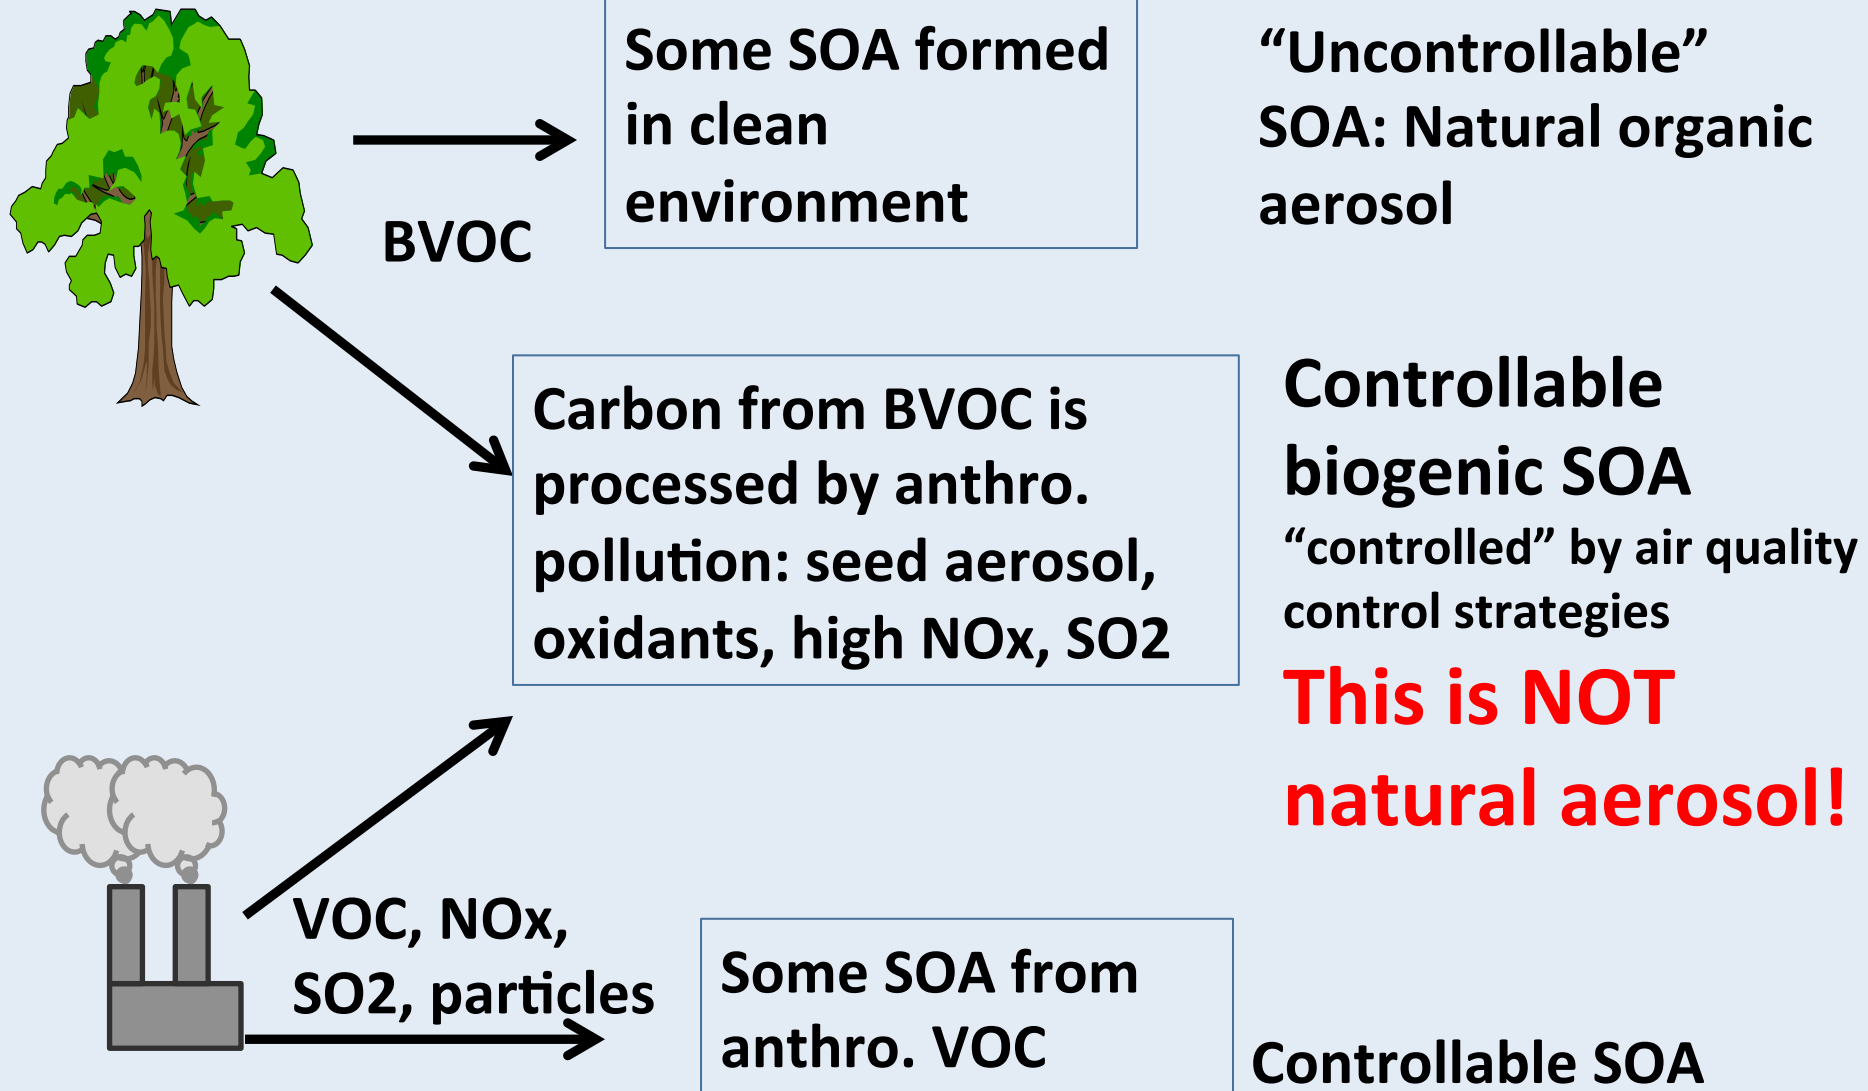 Some SOA formed
in clean
environment
“Uncontrollable”
SOA: Natural organic
aerosol
BVOC
Carbon from BVOC is
processed by anthro.
pollution: seed aerosol,
oxidants, high NOx, SO2
Controllable
biogenic SOA
“controlled” by air quality
control strategies
This is NOT
natural aerosol!
VOC, NOx,
SO2, particles
Some SOA from
anthro. VOC
Controllable SOA